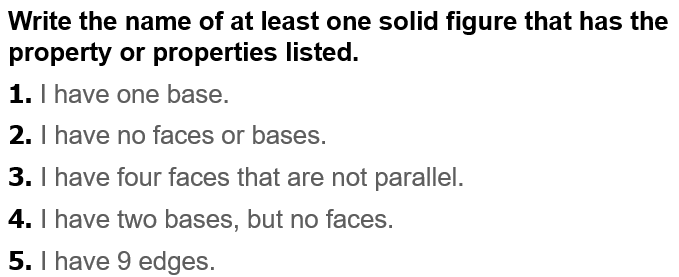 Write the name of at least one solid figure that has the
property or properties listed.
1. I have one base.
2. I have no faces or bases.
3. I have four faces that are not parallel.
4. I have two bases, but no faces.
5. I have 9 edges.